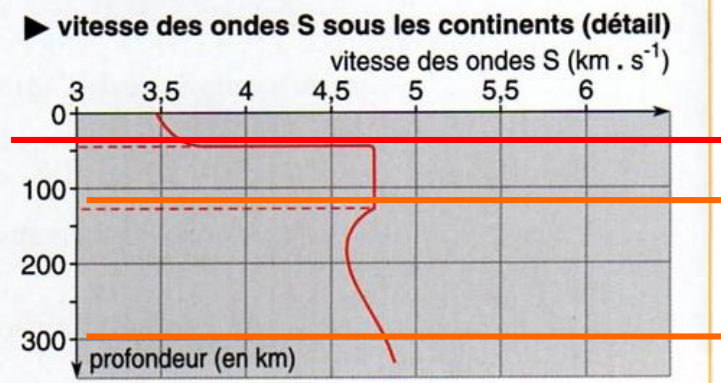 ▶ vitesse des ondes S sous les continents (détail)
vitesse des ondes S (km . s-1)
3 3,5 4 4,5 5 5,5 6
0
100
200
300
profondeur (en km)